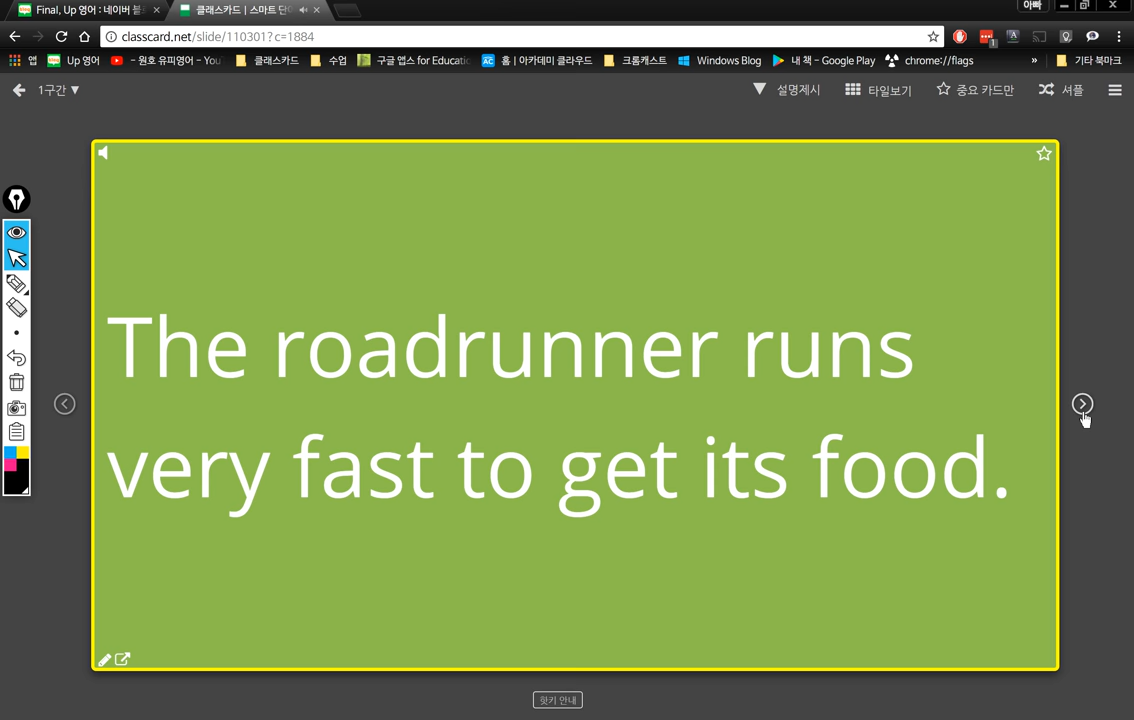 Final, Up 영어 : 네이버 블
클래스카드 | 스마트 단어
아빠
classcard.net/slide/110301?c=1884
앱 Up 영어 - 원호 유피영어 - You 클래스카드 수업 구글 앱스 for Educatio 홈 | 아카데미 클라우드 크롬캐스트 Windows Blog 내 책 - Google Play chrome://flags » 기타 북마크
1구간 ▼ ▼ 설명제시 타일보기 중요 카드만 셔플
The roadrunner runs
very fast to get its food.
핫키 안내